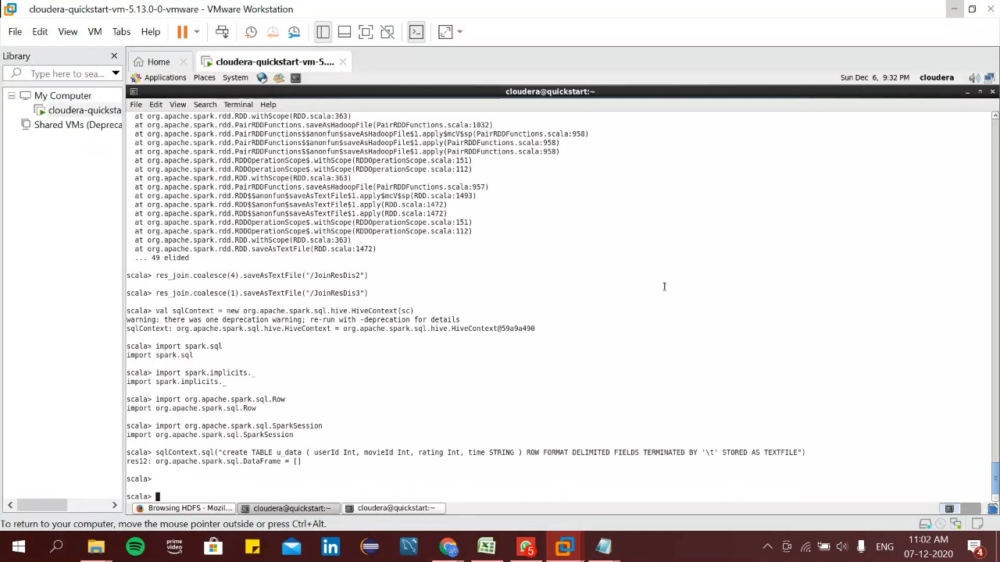 cloudera-quickstart-vm-5.13.0-0-vmware - VMware Workstation
File Edit View VM Tabs Help
Library
Type here to sea...
My Computer
cloudera-quicksta
Shared VMs (Depreca
Home
cloudera-quickstart-vm-5....
Applications Places System
Sun Dec 6, 9:32 PM cloudera
cloudera@quickstart:~
File Edit View Search Terminal Help
at org.apache.spark.rdd.RDD.withScope(RDD.scala:363)
at org.apache.spark.rdd.PairRDDFunctions.saveAsHadoopFile(PairRDDFunctions.scala:1032)
at org.apache.spark.rdd.PairRDDFunctions$$anonfun$saveAsHadoopFile$1.apply$mcV$sp(PairRDDFunctions.scala:958)
at org.apache.spark.rdd.PairRDDFunctions$$anonfun$saveAsHadoopFile$1.apply(PairRDDFunctions.scala:958)
at org.apache.spark.rdd.PairRDDFunctions$$anonfun$saveAsHadoopFile$1.apply(PairRDDFunctions.scala:958)
at org.apache.spark.rdd.RDDOperationScope$.withScope(RDDOperationScope.scala:151)
at org.apache.spark.rdd.RDDOperationScope$.withScope(RDDOperationScope.scala:112)
at org.apache.spark.rdd.RDD.withScope(RDD.scala:363)
at org.apache.spark.rdd.PairRDDFunctions.saveAsHadoopFile(PairRDDFunctions.scala:957)
at org.apache.spark.rdd.RDD$$anonfun$saveAsTextFile$1.apply$mcV$sp(RDD.scala:1493)
at org.apache.spark.rdd.RDD$$anonfun$saveAsTextFile$1.apply(RDD.scala:1472)
at org.apache.spark.rdd.RDD$$anonfun$saveAsTextFile$1.apply(RDD.scala:1472)
at org.apache.spark.rdd.RDDOperationScope$.withScope(RDDOperationScope.scala:151)
at org.apache.spark.rdd.RDDOperationScope$.withScope(RDDOperationScope.scala:112)
at org.apache.spark.rdd.RDD.withScope(RDD.scala:363)
at org.apache.spark.rdd.RDD.saveAsTextFile(RDD.scala:1472)
... 49 elided
scala> res_join.coalesce(4).saveAsTextFile("/JoinResDis2")
scala> res_join.coalesce(1).saveAsTextFile("/JoinResDis3")
scala> val sqlContext = new org.apache.spark.sql.hive.HiveContext(sc)
warning: there was one deprecation warning; re-run with -deprecation for details
sqlContext: org.apache.spark.sql.hive.HiveContext = org.apache.spark.sql.hive.HiveContext@59a9a490
scala> import spark.sql
import spark.sql
scala> import spark.implicits._
import spark.implicits._
scala> import org.apache.spark.sql.Row
import org.apache.spark.sql.Row
scala> import org.apache.spark.sql.SparkSession
import org.apache.spark.sql.SparkSession
scala> sqlContext.sql("create TABLE u_data ( userId Int, movieId Int, rating Int, time STRING ) ROW FORMAT DELIMITED FIELDS TERMINATED BY '\t' STORED AS TEXTFILE")
res12: org.apache.spark.sql.DataFrame = []
scala>
scala>
Browsing HDFS - Mozil... cloudera@quickstart:~ cloudera@quickstart:~
To return to your computer, move the mouse pointer outside or press Ctrl+Alt.
prime video
5
ENG
11:02 AM
07-12-2020
4